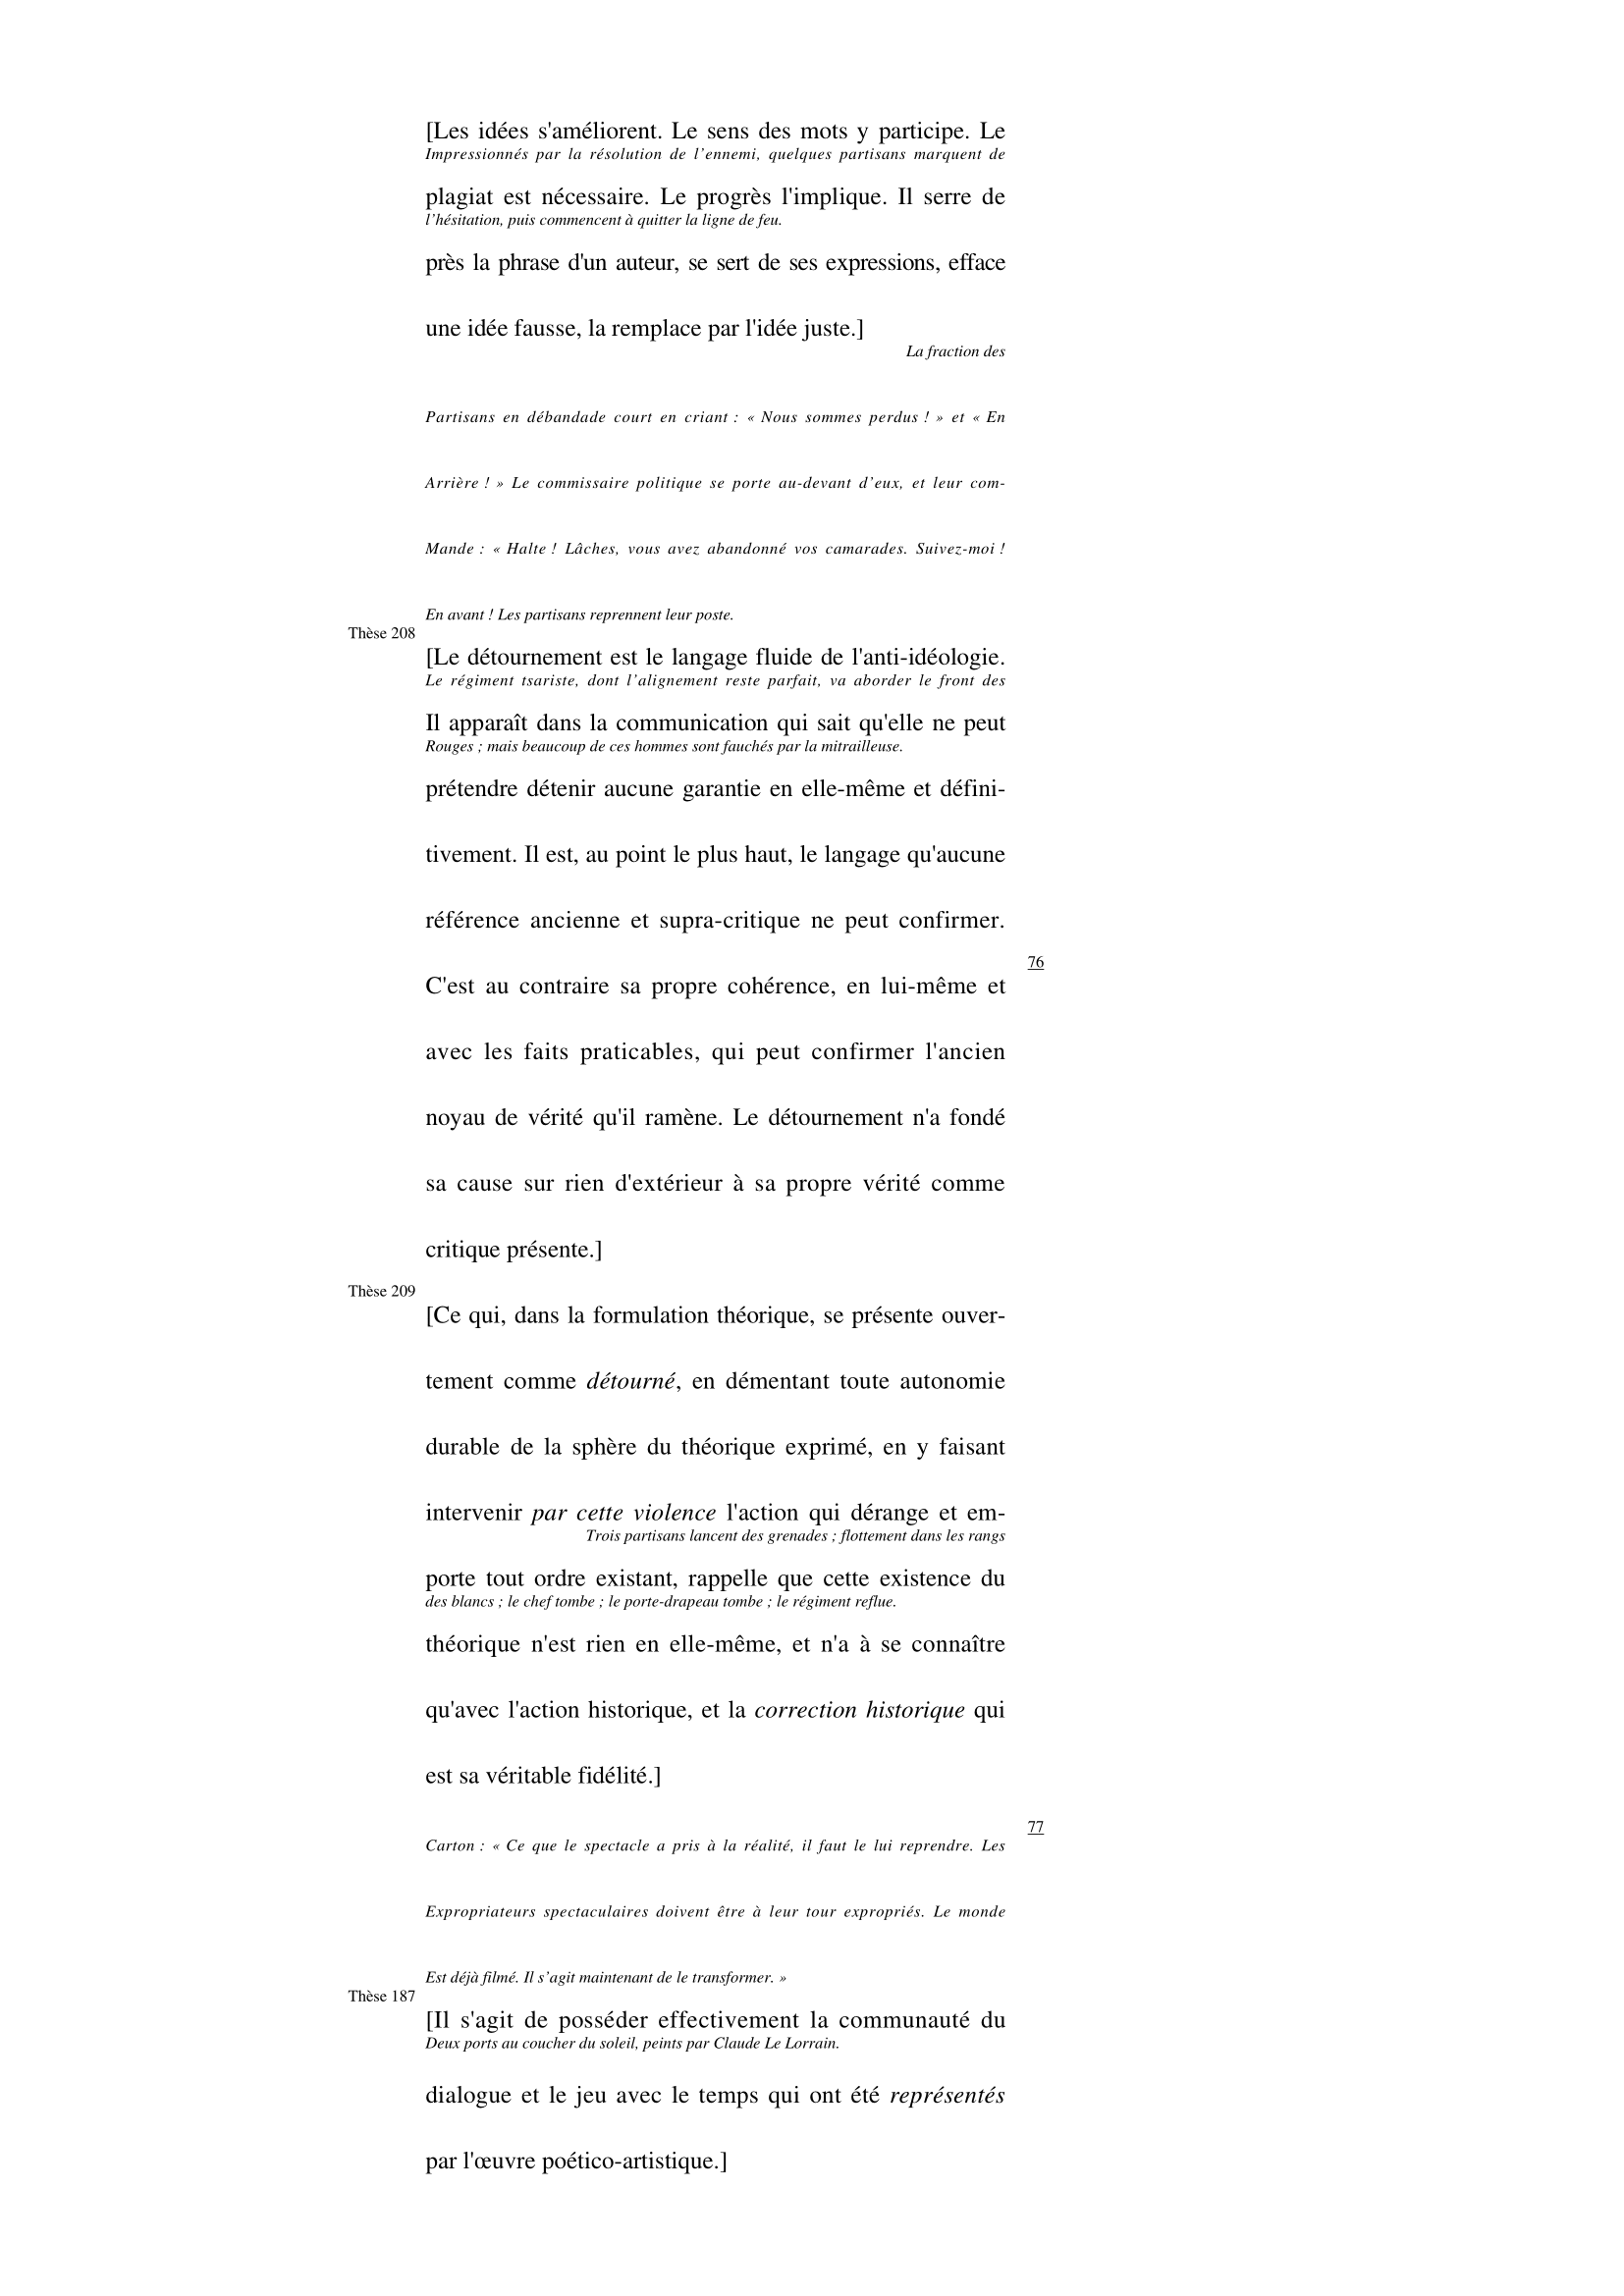 [Les idées s'améliorent. Le sens des mots y participe. Le
Impressionnés par la résolution de l’ennemi, quelques partisans marquent de
plagiat est nécessaire. Le progrès l'implique. Il serre de
l’hésitation, puis commencent à quitter la ligne de feu.
près la phrase d'un auteur, se sert de ses expressions, efface
une idée fausse, la remplace par l'idée juste.]
La fraction des
Partisans en débandade court en criant : « Nous sommes perdus ! » et « En
Arrière ! » Le commissaire politique se porte au-devant d’eux, et leur com-
Mande : « Halte ! Lâches, vous avez abandonné vos camarades. Suivez-moi !
En avant ! Les partisans reprennent leur poste.
Thèse 208
[Le détournement est le langage fluide de l'anti-idéologie.
Le régiment tsariste, dont l’alignement reste parfait, va aborder le front des
Il apparaît dans la communication qui sait qu'elle ne peut
Rouges ; mais beaucoup de ces hommes sont fauchés par la mitrailleuse.
prétendre détenir aucune garantie en elle-même et défini-
tivement. Il est, au point le plus haut, le langage qu'aucune
référence ancienne et supra-critique ne peut confirmer.
76
C'est au contraire sa propre cohérence, en lui-même et
avec les faits praticables, qui peut confirmer l'ancien
noyau de vérité qu'il ramène. Le détournement n'a fondé
sa cause sur rien d'extérieur à sa propre vérité comme
critique présente.]
Thèse 209
[Ce qui, dans la formulation théorique, se présente ouver-
tement comme détourné, en démentant toute autonomie
durable de la sphère du théorique exprimé, en y faisant
intervenir par cette violence l'action qui dérange et em-
Trois partisans lancent des grenades ; flottement dans les rangs
porte tout ordre existant, rappelle que cette existence du
des blancs ; le chef tombe ; le porte-drapeau tombe ; le régiment reflue.
théorique n'est rien en elle-même, et n'a à se connaître
qu'avec l'action historique, et la correction historique qui
est sa véritable fidélité.]
77
Carton : « Ce que le spectacle a pris à la réalité, il faut le lui reprendre. Les
Expropriateurs spectaculaires doivent être à leur tour expropriés. Le monde
Est déjà filmé. Il s’agit maintenant de le transformer. »
Thèse 187
[Il s'agit de posséder effectivement la communauté du
Deux ports au coucher du soleil, peints par Claude Le Lorrain.
dialogue et le jeu avec le temps qui ont été représentés
par l'œuvre poético-artistique.]